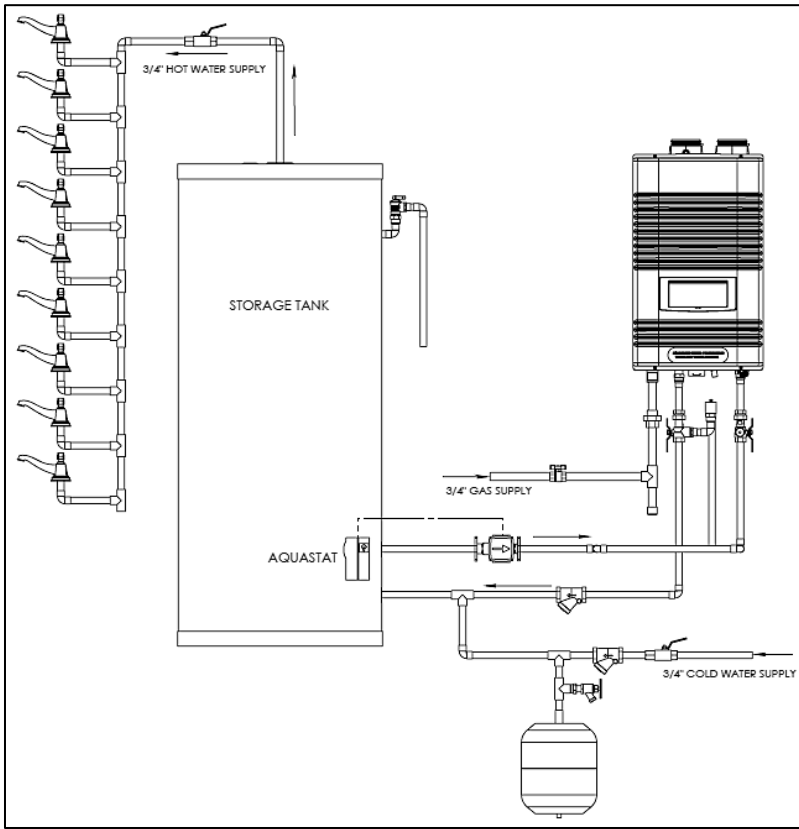 3/4" HOT WATER SUPPLY
STORAGE TANK
3/4" GAS SUPPLY
AQUASTAT
3/4" COLD WATER SUPPLY